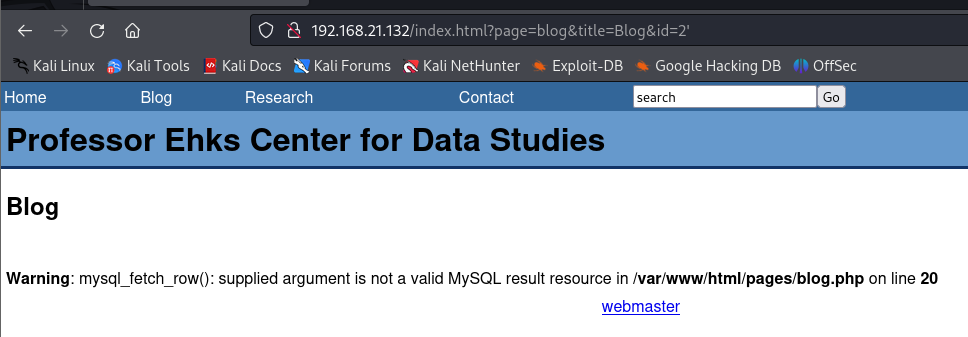 192.168.21.132/index.html?page=blog&title=Blog&id=2'
Kali Linux Kali Tools Kali Docs Kali Forums Kali NetHunter Exploit-DB Google Hacking DB OffSec
Home Blog Research Contact search Go
Professor Ehks Center for Data Studies
Blog
Warning: mysql_fetch_row(): supplied argument is not a valid MySQL result resource in /var/www/html/pages/blog.php on line 20
webmaster